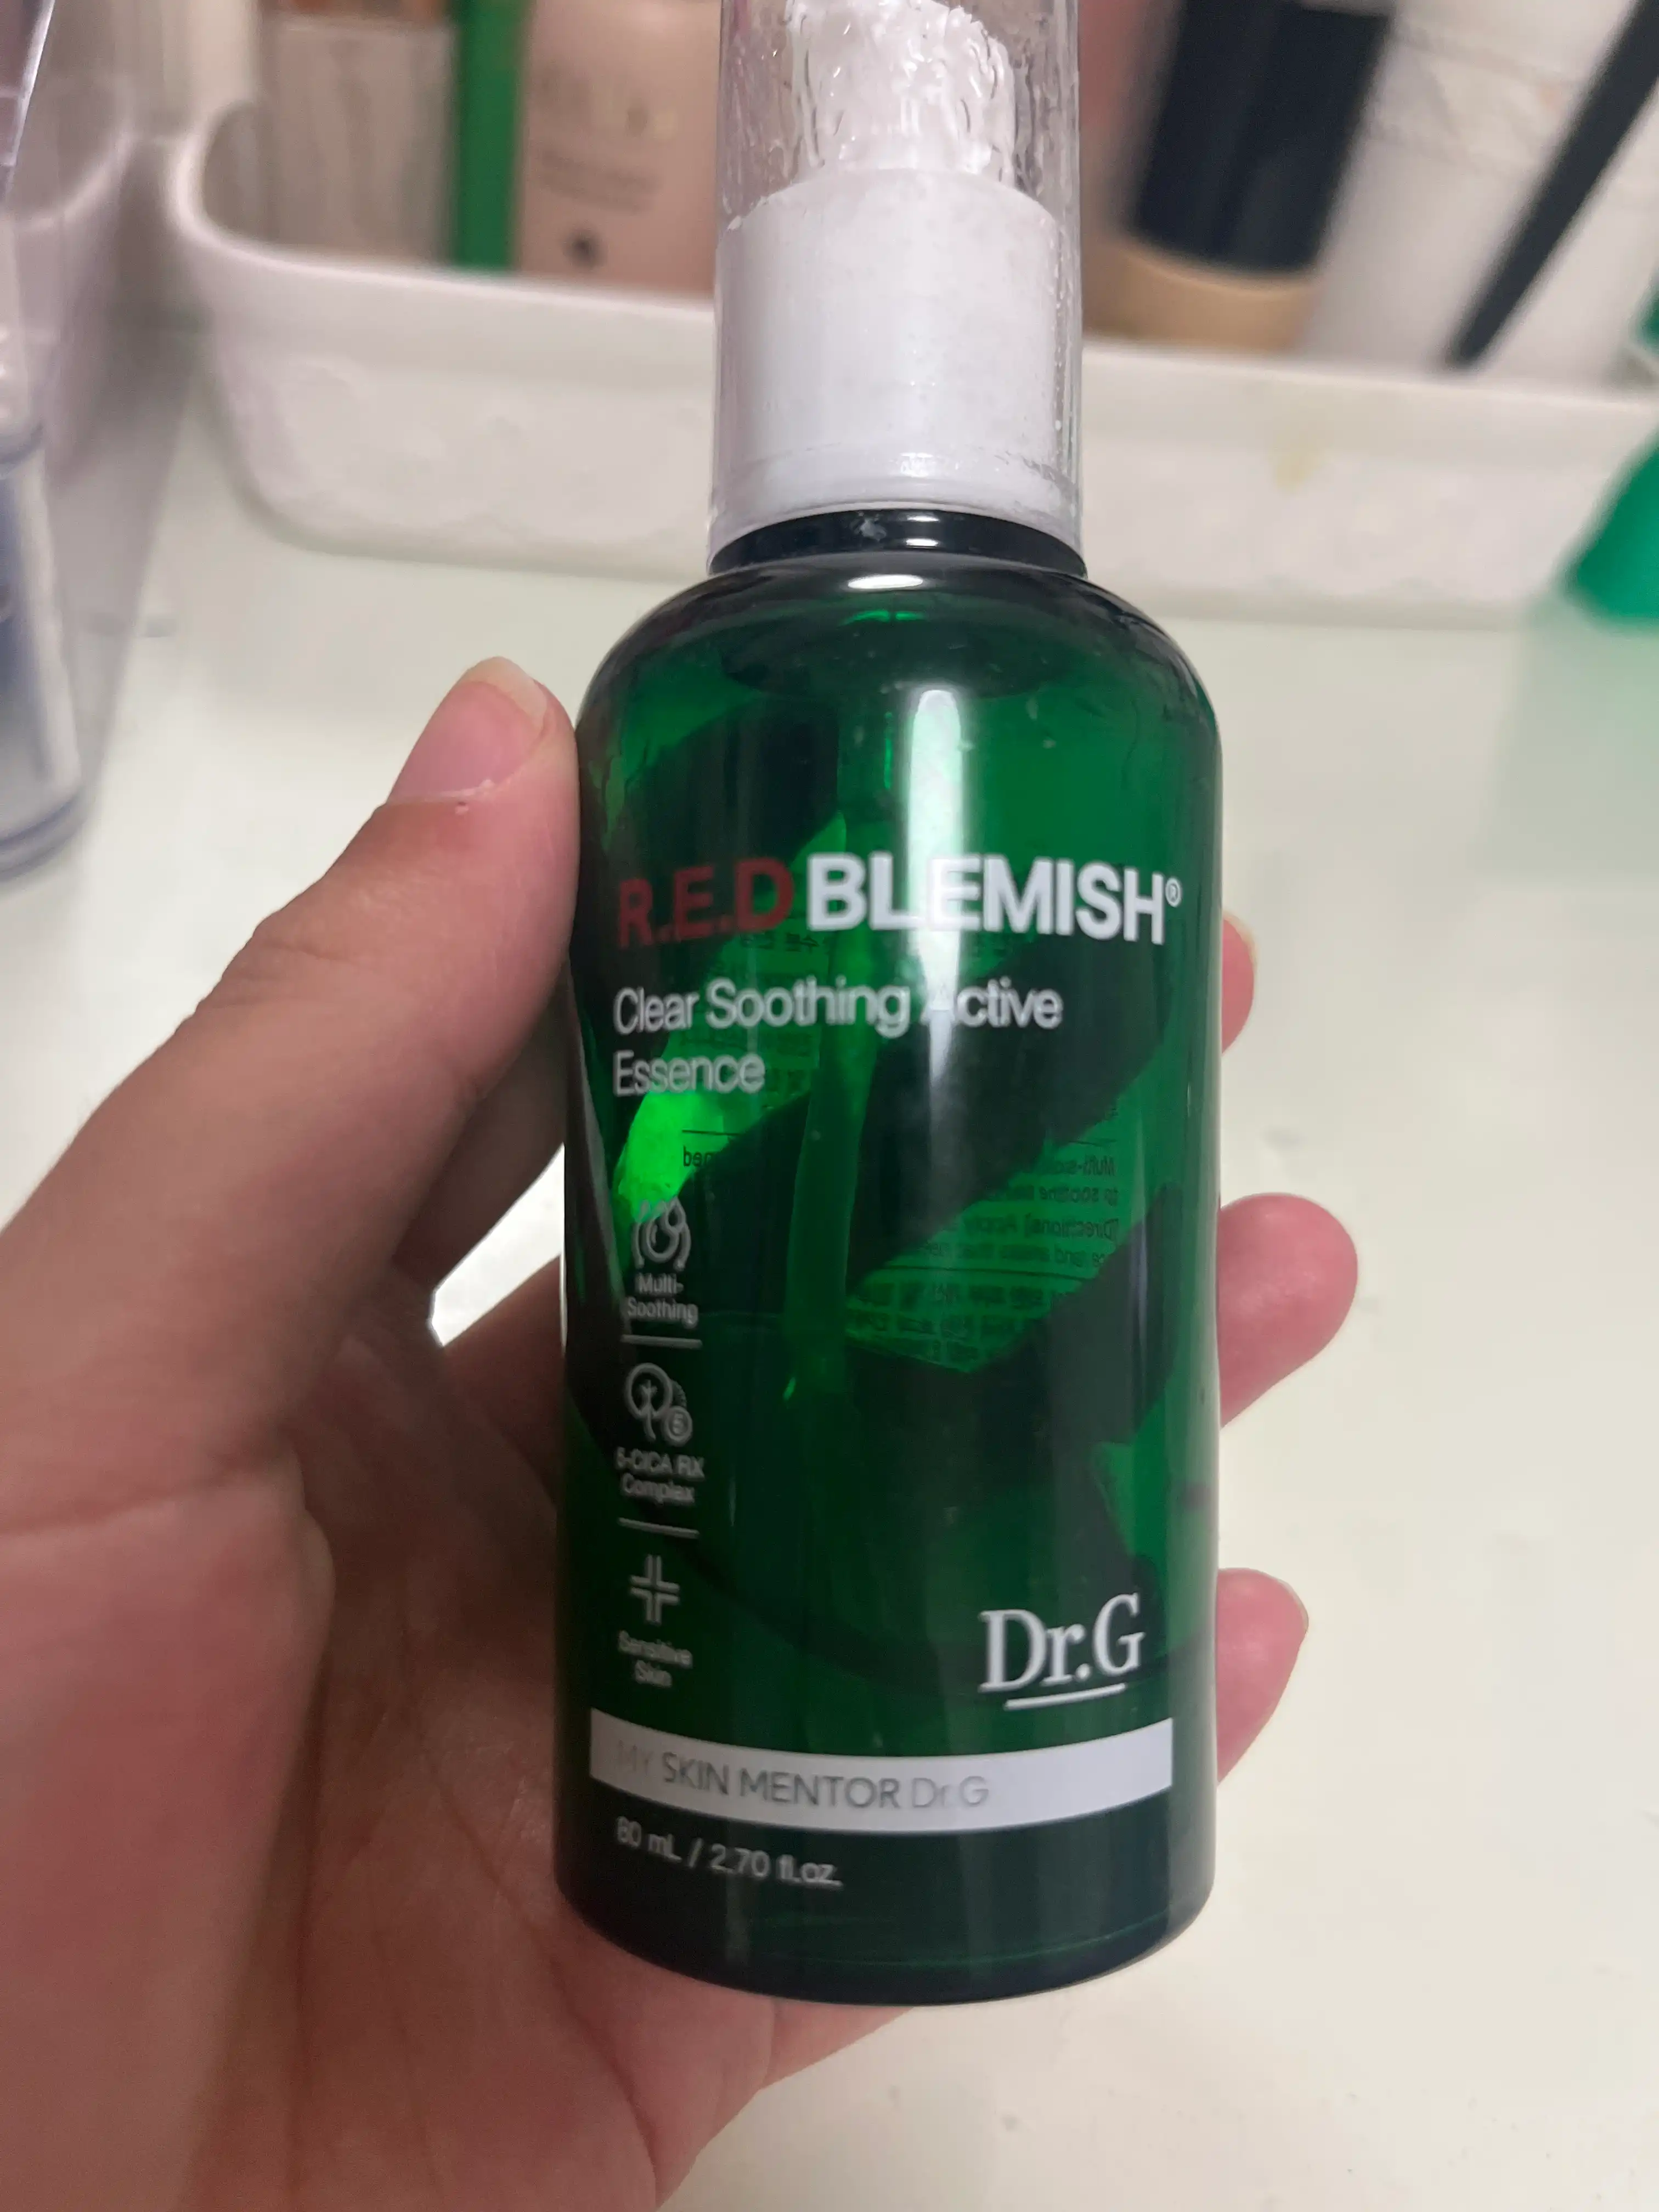 R.E.D BLEMISH®
Clear Soothing Active
Essence
Multi-
Soothing
5
5-CICA RX
Complex
Sensitive
Skin
Dr.G
MY SKIN MENTOR Dr.G
80 mL / 2.70 fl.oz.